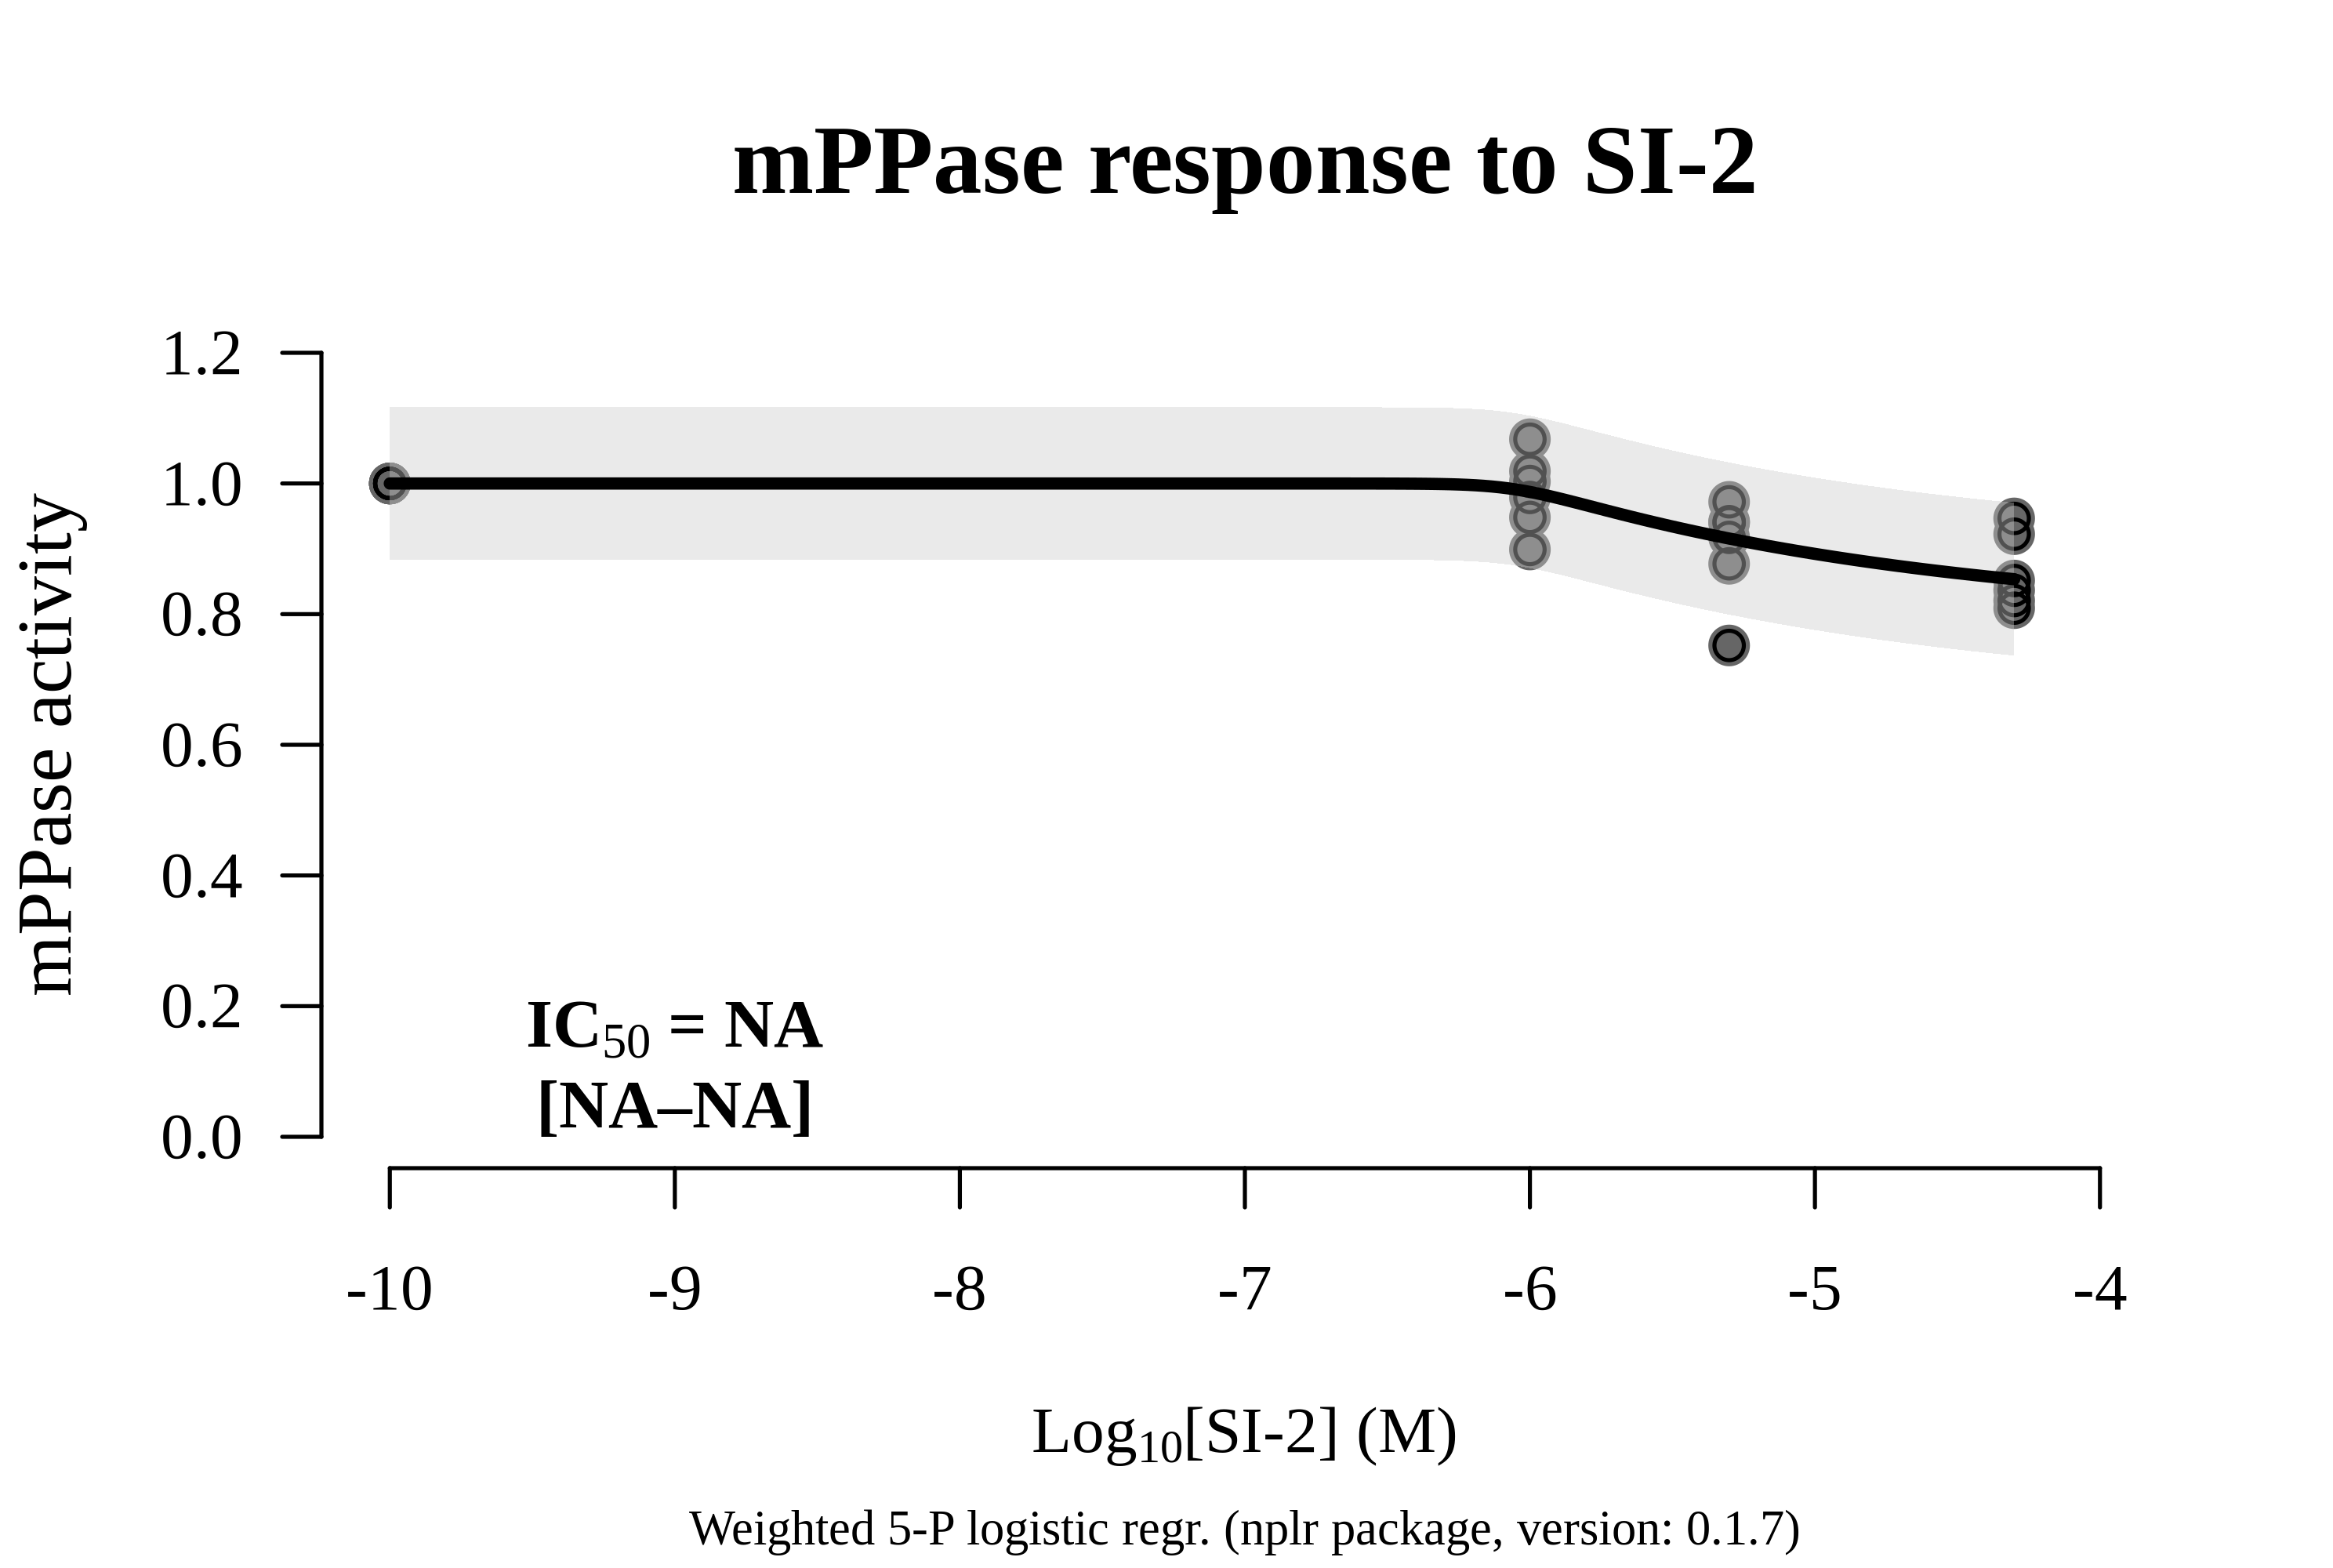 mPPase response to SI-2
mPPase activity
1.2
1.0
0.8
0.6
0.4
0.2
0.0
IC50 = NA
[NA–NA]
-10 -9 -8 -7 -6 -5 -4
Log10[SI-2] (M)
Weighted 5-P logistic regr. (nplr package, version: 0.1.7)